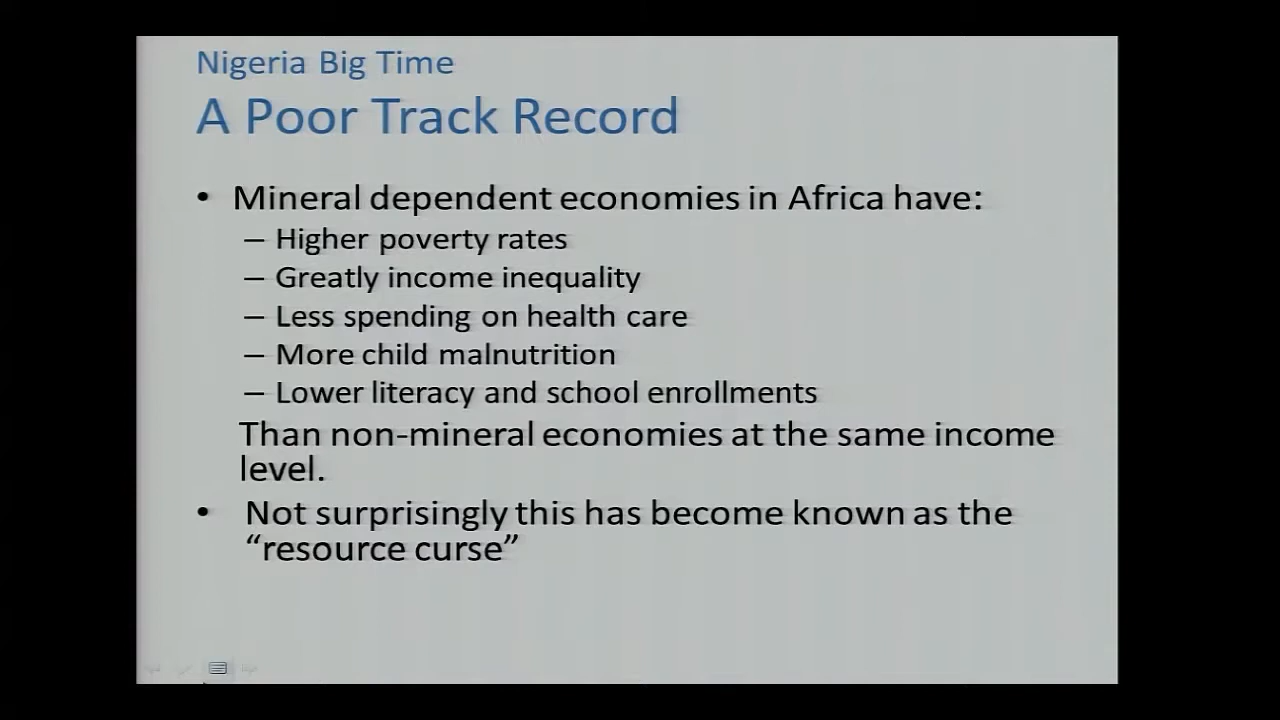 Nigeria Big Time
A Poor Track Record
• Mineral dependent economies in Africa have:
– Higher poverty rates
– Greatly income inequality
– Less spending on health care
– More child malnutrition
– Lower literacy and school enrollments
Than non-mineral economies at the same income
level.
• Not surprisingly this has become known as the
“resource curse”